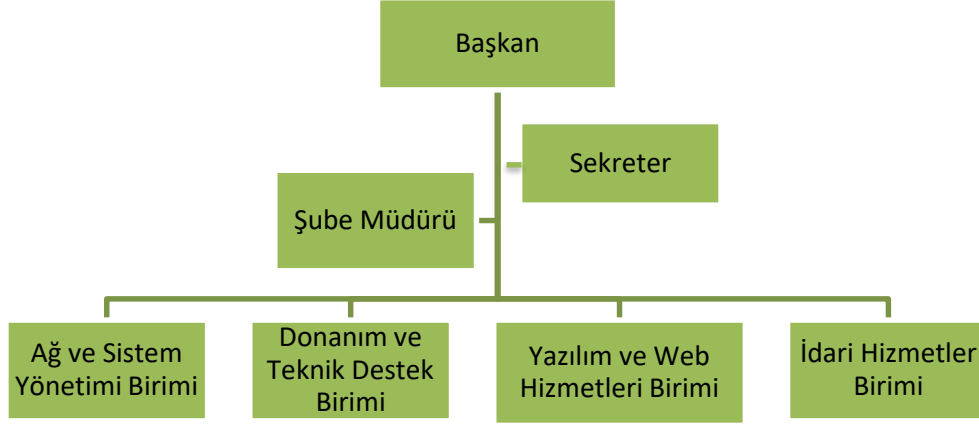 Başkan
Sekreter
Şube Müdürü
Ağ ve Sistem
Yönetimi Birimi
Donanım ve
Teknik Destek
Birimi
Yazılım ve Web
Hizmetleri Birimi
İdari Hizmetler
Birimi